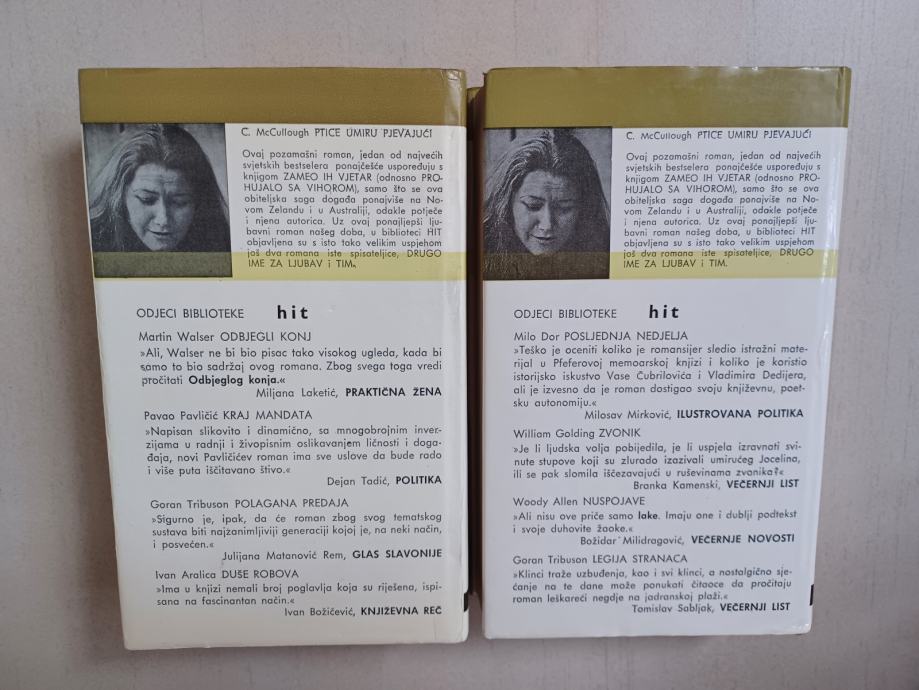 C. McCullough PTICE UMIRU PJEVAJUĆI
Ovaj pozamašni roman, jedan od najvećih
svjetskih bestselera ponajčešće uspoređuju s
knjigom ZAMEO IH VJETAR (odnosno PRO-
HUJALO SA VIHOROM), samo što se ova
obiteljska saga događa ponajviše na No-
vom Zelandu i u Australiji, odakle potječe
i njena autorica. Uz ovaj ponajljepši lju-
bavni roman našeg doba, u biblioteci HIT
objavljena su s isto tako velikim uspjehom
još dva romana iste spisateljice, DRUGO
IME ZA LJUBAV i TIM.
ODJECI BIBLIOTEKE hit
Martin Walser ODBJEGLI KONJ
»Ali, Walser ne bi bio pisac tako visokog ugleda, kada bi
samo to bio sadržaj ovog romana. Zbog svega toga vredi
pročitati Odbjeglog konja.«
Miljana Laketić, PRAKTIČNA ŽENA
Pavao Pavličić KRAJ MANDATA
»Napisan slikovito i dinamično, sa mnogobrojnim inver-
zijama u radnji i živopisnim oslikavanjem ličnosti i doga-
đaja, novi Pavličićev roman ima sve uslove da bude rado
i više puta iščitavano štivo.«
Dejan Tadić, POLITIKA
Goran Tribuson POLAGANA PREDAJA
»Sigurno je, ipak, da će roman zbog svog tematskog
sustava biti najzanimljiviji generaciji kojoj je, na neki način,
i posvećen.«
Julijana Matanović Rem, GLAS SLAVONIJE
Ivan Aralica DUŠE ROBOVA
»Ima u knjizi nemali broj poglavlja koja su riješena, ispi-
sana na fascinantan način.«
Ivan Božičević, KNJIŽEVNA REČ
C. McCullough PTICE UMIRU PJEVAJUĆI
Ovaj pozamašni roman, jedan od najvećih
svjetskih bestselera ponajčešće uspoređuju s
knjigom ZAMEO IH VJETAR (odnosno PRO-
HUJALO SA VIHOROM), samo što se ova
obiteljska saga događa ponajviše na No-
vom Zelandu i u Australiji, odakle potječe
i njena autorica. Uz ovaj ponajljepši lju-
bavni roman našeg doba, u biblioteci HIT
objavljena su s isto tako velikim uspjehom
još dva romana iste spisateljice, DRUGO
IME ZA LJUBAV i TIM.
ODJECI BIBLIOTEKE hit
Milo Dor POSLJEDNJA NEDJELJA
»Teško je oceniti koliko je romansijer sledio istražni mate-
rijal u Pfeferovoj memoarskoj knjizi i koliko je koristio
istorijsko iskustvo Vase Čubrilovića i Vladimira Dedijera,
ali je izvesno da je roman dostigao svoju književnu, poet-
sku autonomiju.«
Milosav Mirković, ILUSTROVANA POLITIKA
William Golding ZVONIK
»Je li ljudska volja pobijedila, je li uspjela izravnati svi-
nute stupove koji su zlurado izazivali umirućeg Jocelina,
ili se pak slomila iščezavajući u ruševinama zvonika?«
Branka Kamenski, VEČERNJI LIST
Woody Allen NUSPOJAVE
»Ali nisu ove priče samo lake. Imaju one i dublji podtekst
i svoje duhovite žaoke.«
Božidar Milidragović, VEČERNJE NOVOSTI
Goran Tribuson LEGIJA STRANACA
»Klinci traže uzbuđenja, kao i svi klinci, a nostalgično sje-
ćanje na te dane može ponukati čitaoce da pročitaju
roman leškareći negdje na jadranskoj plaži.«
Tomislav Sabljak, VEČERNJI LIST